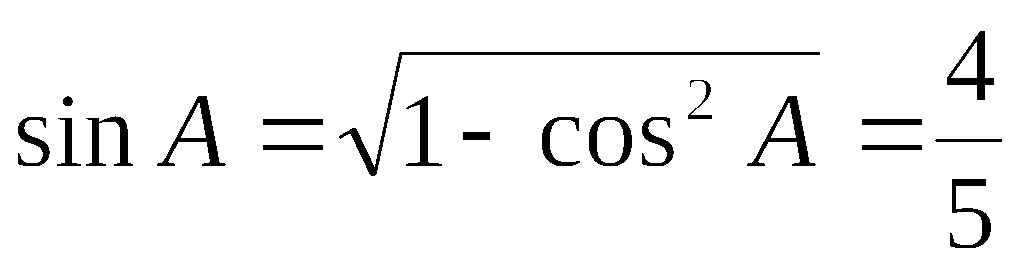 sin A = √(1 - cos² A) = 4/5